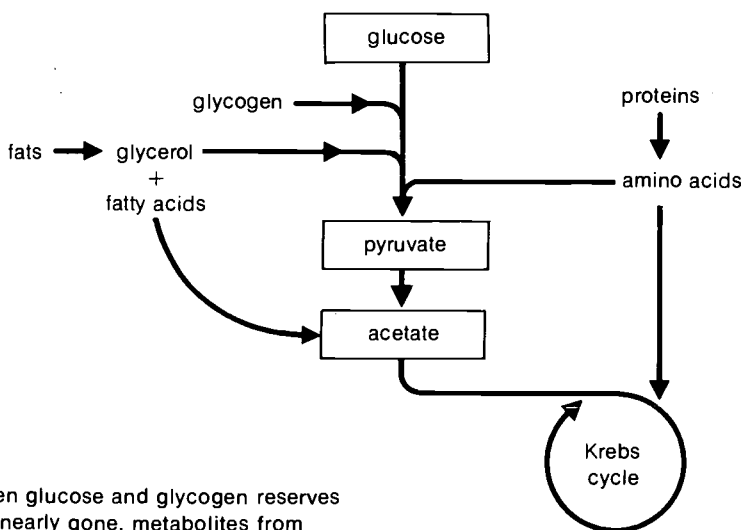 glucose
glycogen
proteins
fats
glycerol
+
fatty acids
amino acids
pyruvate
acetate
Krebs
cycle
glucose and glycogen reserves
nearly gone, metabolites from